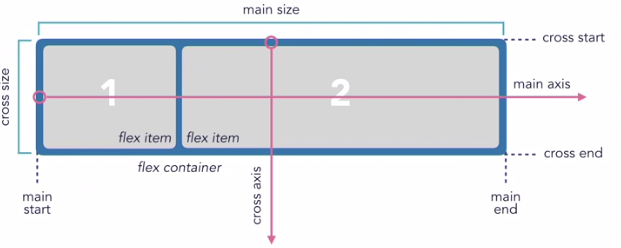 main size
cross start
cross size
1
2
main axis
flex item
flex item
cross end
flex container
cross axis
main
start
main
end